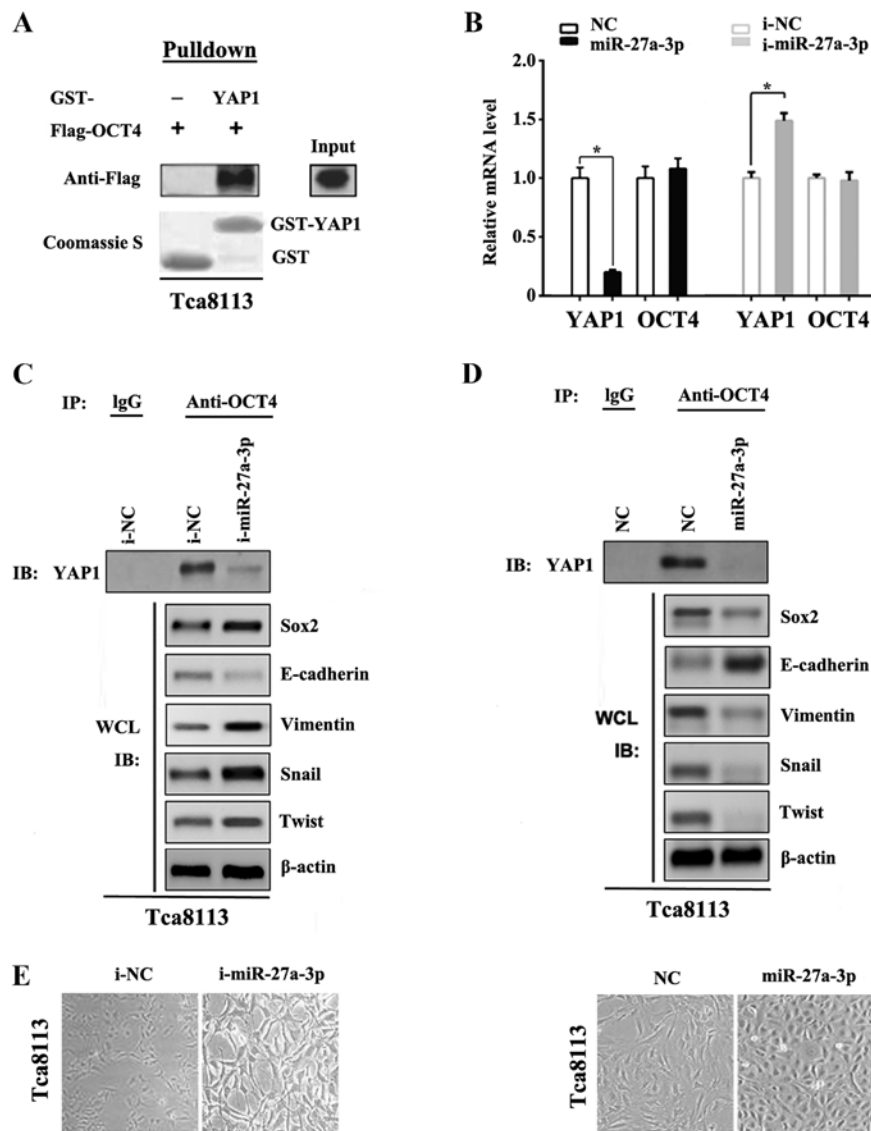 A
Pulldown
GST- – YAP1
Flag-OCT4 + +
Input
Anti-Flag
Coomassie S
GST-YAP1
GST
Tca8113
B
NC
miR-27a-3p
i-NC
i-miR-27a-3p
Relative mRNA level
2.0
1.5
1.0
0.5
0
* *
YAP1 OCT4 YAP1 OCT4
C
IP: lgG Anti-OCT4
i-NC i-NC i-miR-27a-3p
IB: YAP1
Sox2
E-cadherin
WCL
IB:
Vimentin
Snail
Twist
β-actin
Tca8113
D
IP: lgG Anti-OCT4
NC NC miR-27a-3p
IB: YAP1
Sox2
E-cadherin
WCL
IB:
Vimentin
Snail
Twist
β-actin
Tca8113
E
i-NC i-miR-27a-3p
Tca8113
NC miR-27a-3p
Tca8113